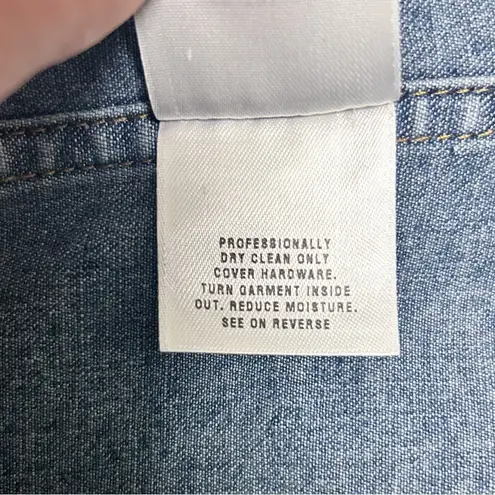 PROFESSIONALLY
DRY CLEAN ONLY
COVER HARDWARE.
TURN GARMENT INSIDE
OUT. REDUCE MOISTURE.
SEE ON REVERSE